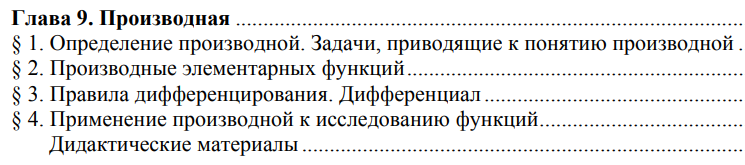 Глава 9. Производная ................................................................................
§ 1. Определение производной. Задачи, приводящие к понятию производной .
§ 2. Производные элементарных функций.........................................................
§ 3. Правила дифференцирования. Дифференциал ............................................
§ 4. Применение производной к исследованию функций...................................
Дидактические материалы ...........................................................................